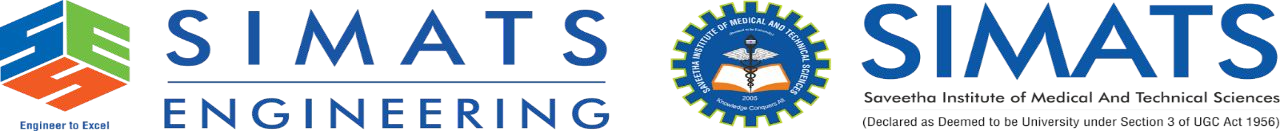 SES
Engineer to Excel
SIMATS
ENGINEERING
SAVEETHA INSTITUTE OF MEDICAL AND TECHNICAL SCIENCES
2005
Knowledge Conquers All
SIMATS
Saveetha Institute of Medical And Technical Sciences
(Declared as Deemed to be University under Section 3 of UGC Act 1956)